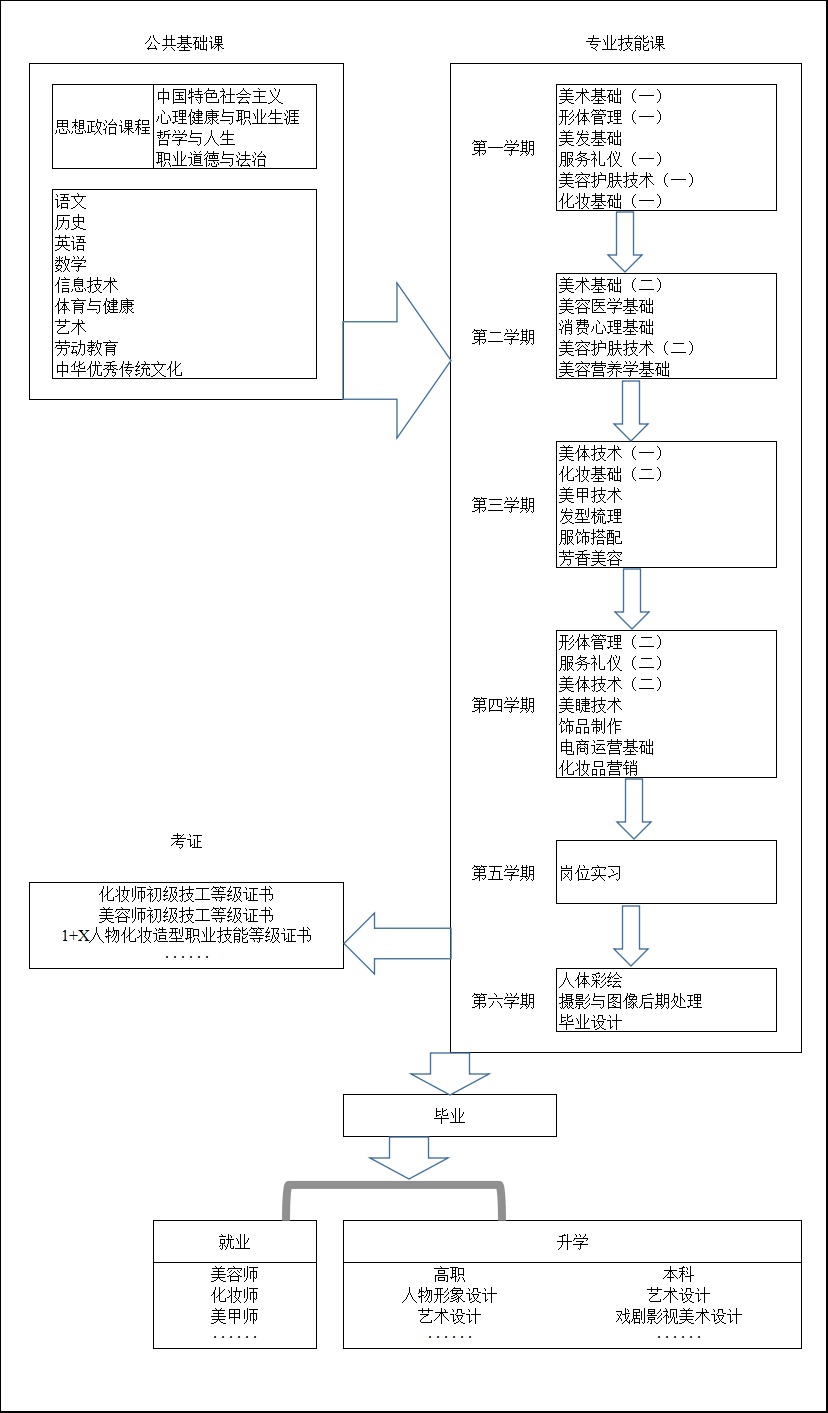 公共基础课
思想政治课程
中国特色社会主义
心理健康与职业生涯
哲学与人生
职业道德与法治
语文
历史
英语
数学
信息技术
体育与健康
艺术
劳动教育
中华优秀传统文化
专业技能课
第一学期
美术基础（一）
形体管理（一）
美发基础
服务礼仪（一）
美容护肤技术（一）
化妆基础（一）
第二学期
美术基础（二）
美容医学基础
消费心理基础
美容护肤技术（二）
美容营养学基础
第三学期
美体技术（一）
化妆基础（二）
美甲技术
发型梳理
服饰搭配
芳香美容
第四学期
形体管理（二）
服务礼仪（二）
美体技术（二）
美睫技术
饰品制作
电商运营基础
化妆品营销
第五学期
岗位实习
第六学期
人体彩绘
摄影与图像后期处理
毕业设计
考证
化妆师初级技工等级证书
美容师初级技工等级证书
1+X人物化妆造型职业技能等级证书
......
毕业
就业
美容师
化妆师
美甲师
......
升学
高职
人物形象设计
艺术设计
......
本科
艺术设计
戏剧影视美术设计
......